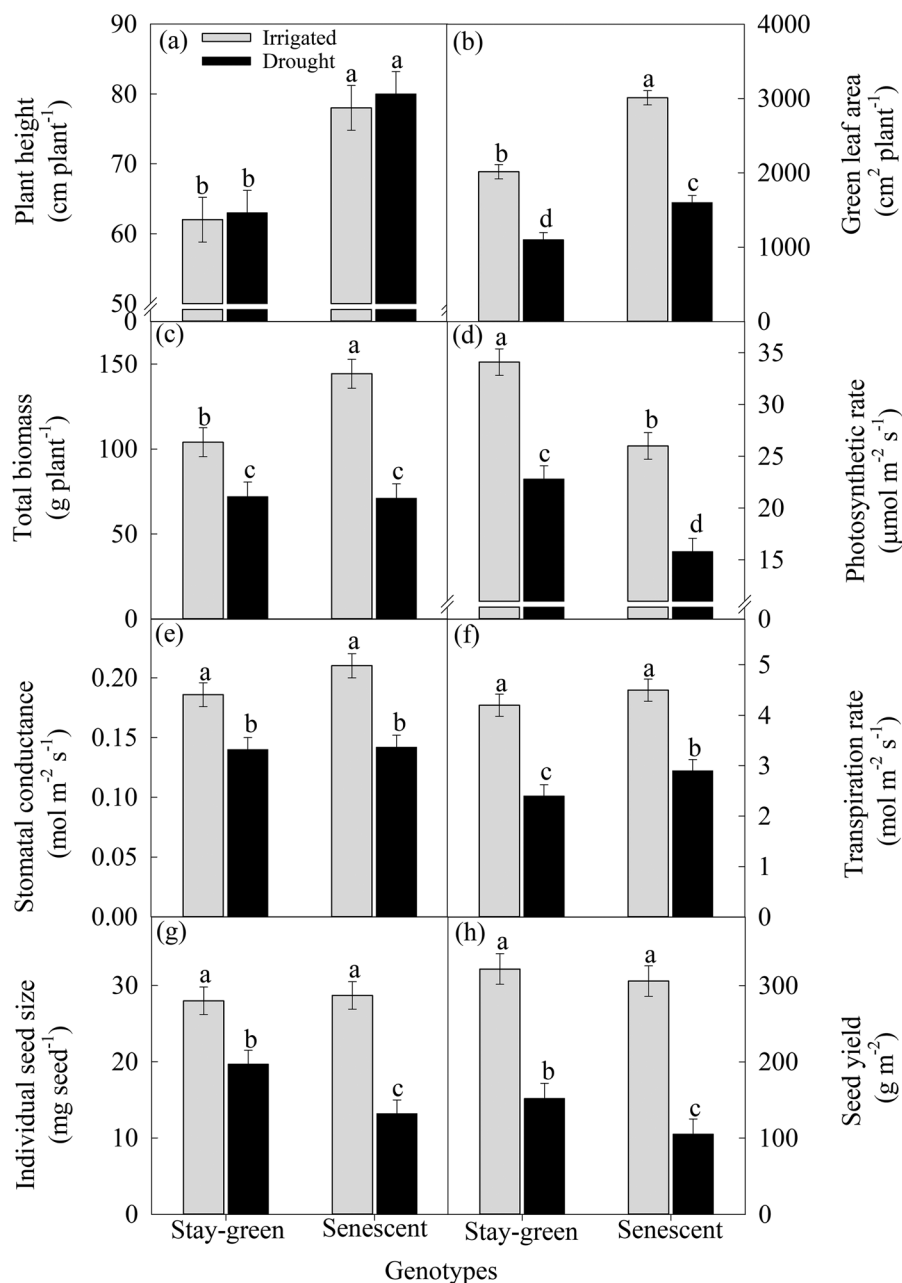 (a)
Irrigated
Drought
Plant height
(cm plant⁻¹)
90
80
70
60
50
0
b
b
a
a
(b)
Green leaf area
(cm² plant⁻¹)
4000
3000
2000
1000
0
b
d
a
c
(c)
Total biomass
(g plant⁻¹)
150
100
50
0
b
c
a
c
(d)
Photosynthetic rate
(μmol m⁻² s⁻¹)
35
30
25
20
15
0
a
c
b
d
(e)
Stomatal conductance
(mol m⁻² s⁻¹)
0.20
0.15
0.10
0.05
0.00
a
b
a
b
(f)
Transpiration rate
(mol m⁻² s⁻¹)
5
4
3
2
1
0
a
c
a
b
(g)
Individual seed size
(mg seed⁻¹)
30
20
10
0
a
b
a
c
(h)
Seed yield
(g m⁻²)
300
200
100
0
a
b
a
c
Stay-green
Senescent
Stay-green
Senescent
Genotypes